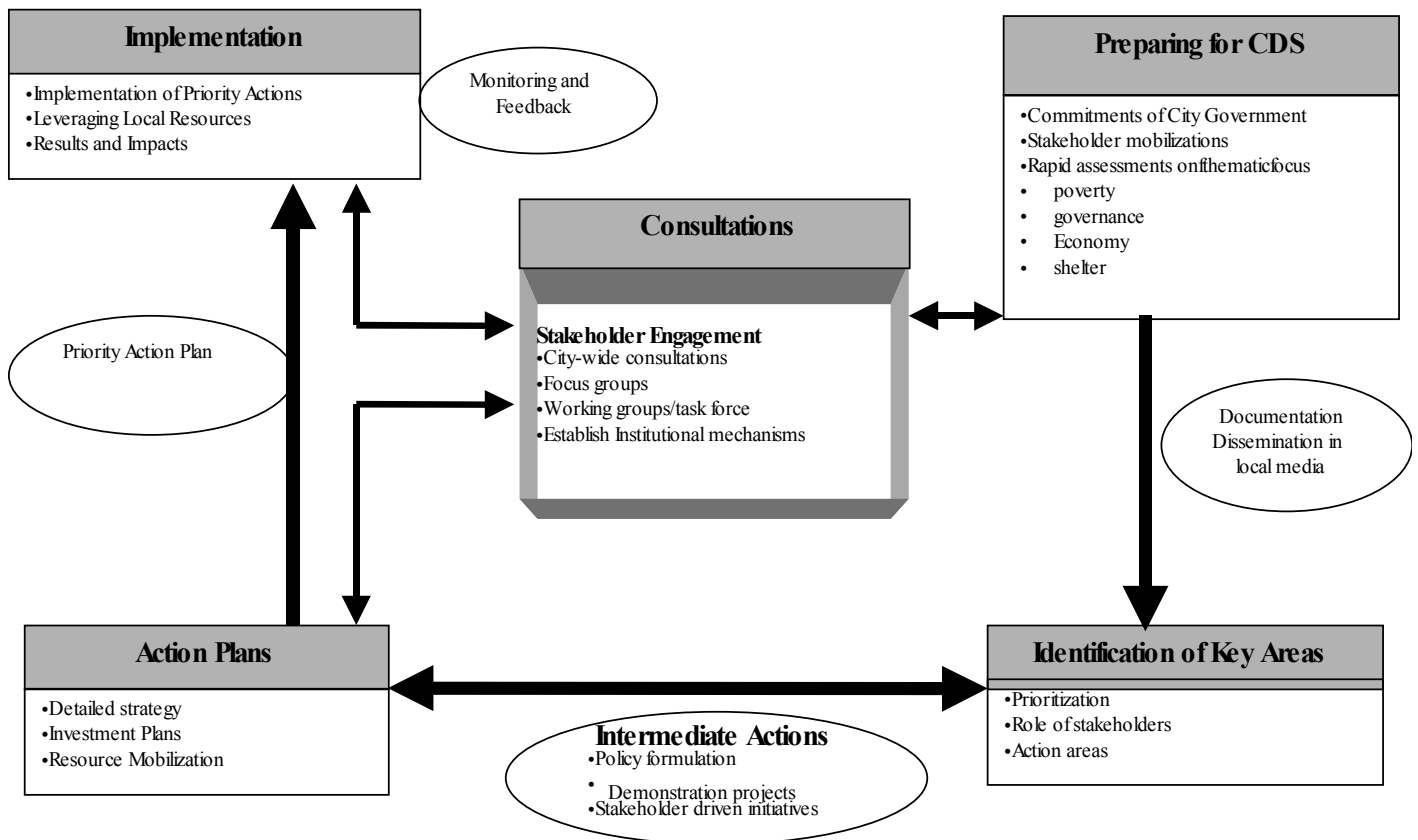 Implementation
•Implementation of Priority Actions
•Leveraging Local Resources
•Results and Impacts
Monitoring and
Feedback
Preparing for CDS
•Commitments of City Government
•Stakeholder mobilizations
•Rapid assessments onfthematicfocus
• poverty
• governance
• Economy
• shelter
Consultations
Stakeholder Engagement
•City-wide consultations
•Focus groups
•Working groups/task force
•Establish Institutional mechanisms
Priority Action Plan
Documentation
Dissemination in
local media
Action Plans
•Detailed strategy
•Investment Plans
•Resource Mobilization
Intermediate Actions
•Policy formulation
• Demonstration projects
•Stakeholder driven initiatives
Identification of Key Areas
•Prioritization
•Role of stakeholders
•Action areas